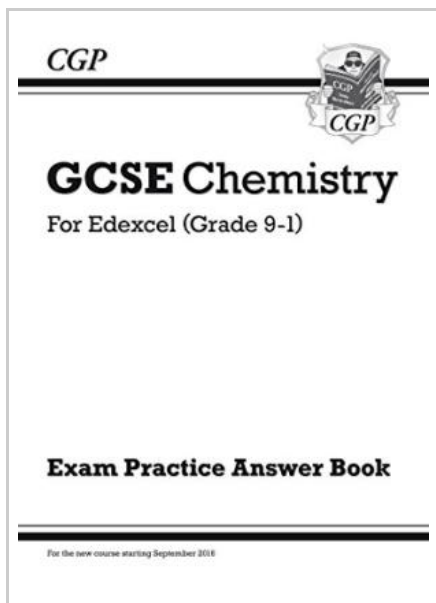 CGP
CGP
CGP
GCSE Chemistry
For Edexcel (Grade 9-1)
Exam Practice Answer Book
For the new course starting September 2016